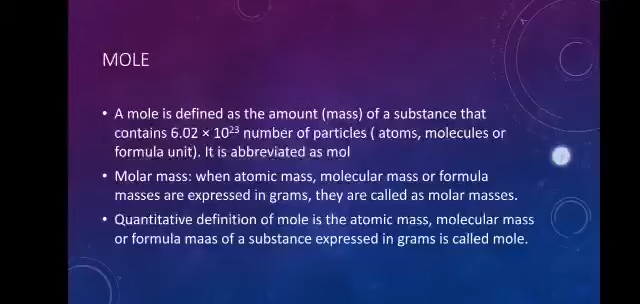 MOLE
• A mole is defined as the amount (mass) of a substance that
contains 6.02 × 10²³ number of particles ( atoms, molecules or
formula unit). It is abbreviated as mol
• Molar mass: when atomic mass, molecular mass or formula
masses are expressed in grams, they are called as molar masses.
• Quantitative definition of mole is the atomic mass, molecular mass
or formula maas of a substance expressed in grams is called mole.